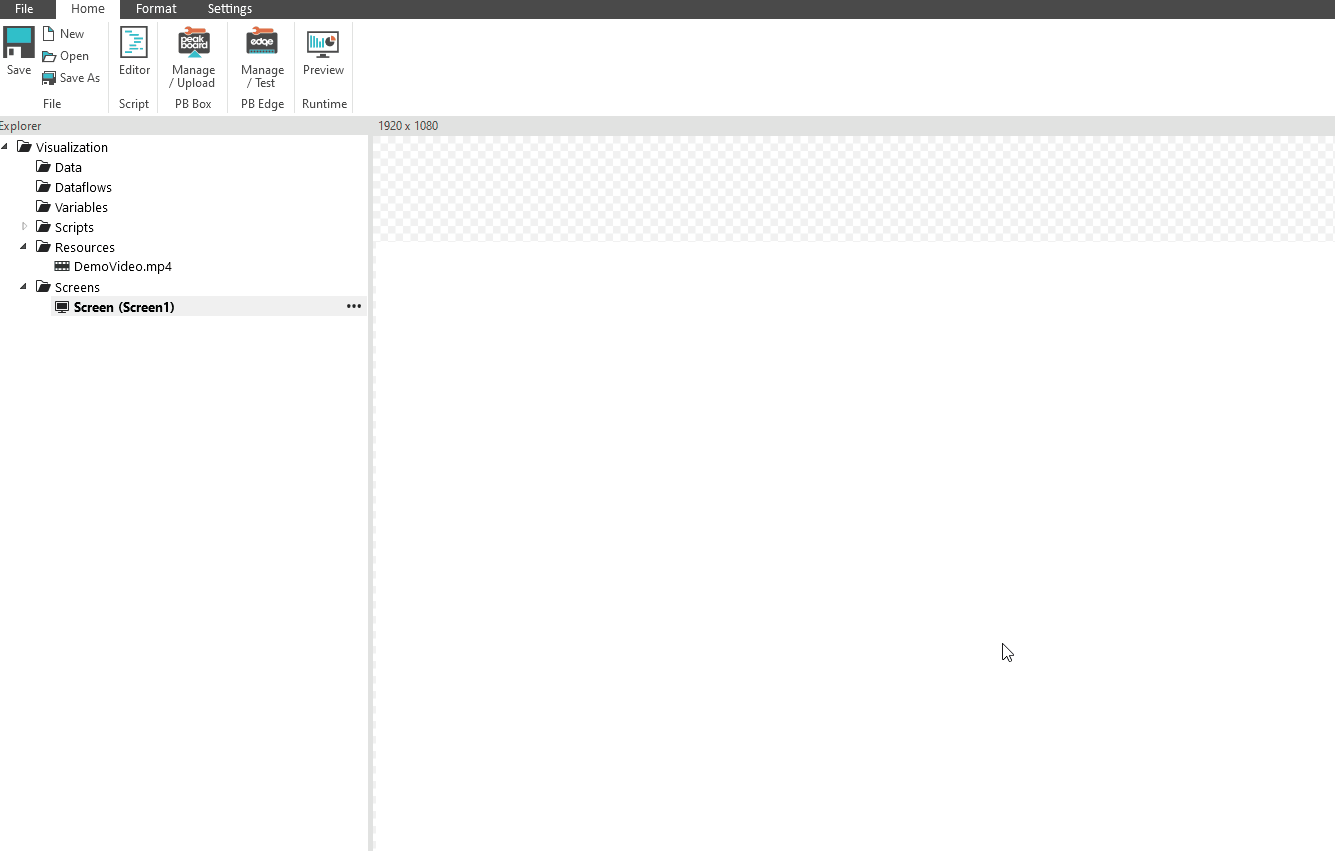 File Home Format Settings
Save
New
Open
Save As
File
Editor
Script
peak board
Manage / Upload
PB Box
edge
Manage / Test
PB Edge
Preview
Runtime
Explorer
1920 x 1080
Visualization
Data
Dataflows
Variables
Scripts
Resources
DemoVideo.mp4
Screens
Screen (Screen1) •••